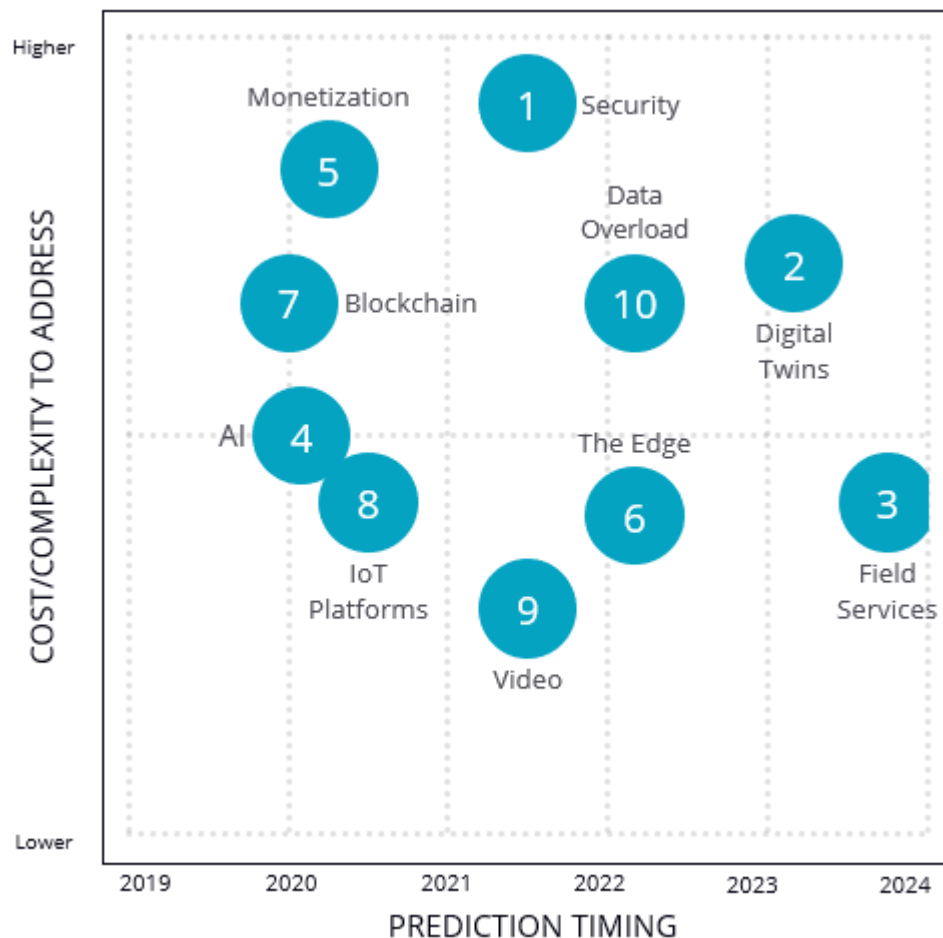 Higher
Monetization
1
Security
5
Data
Overload
2
7
Blockchain
10
Digital
Twins
AI
4
The Edge
8
6
3
IoT
Platforms
Field
Services
9
Video
Lower
COST/COMPLEXITY TO ADDRESS
2019
2020
2021
2022
2023
2024
PREDICTION TIMING